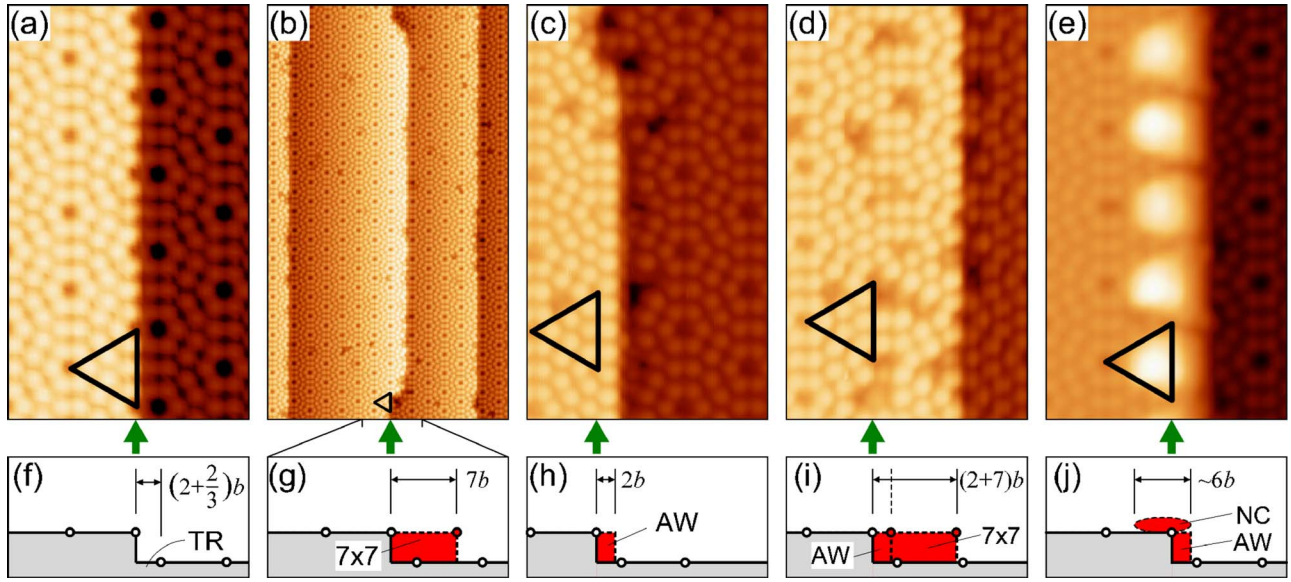 (a)
(b)
(c)
(d)
(e)
(f)
(2+2/3)b
TR
(g)
7b
7x7
(h)
2b
AW
(i)
(2+7)b
AW
7x7
(j)
~6b
NC
AW